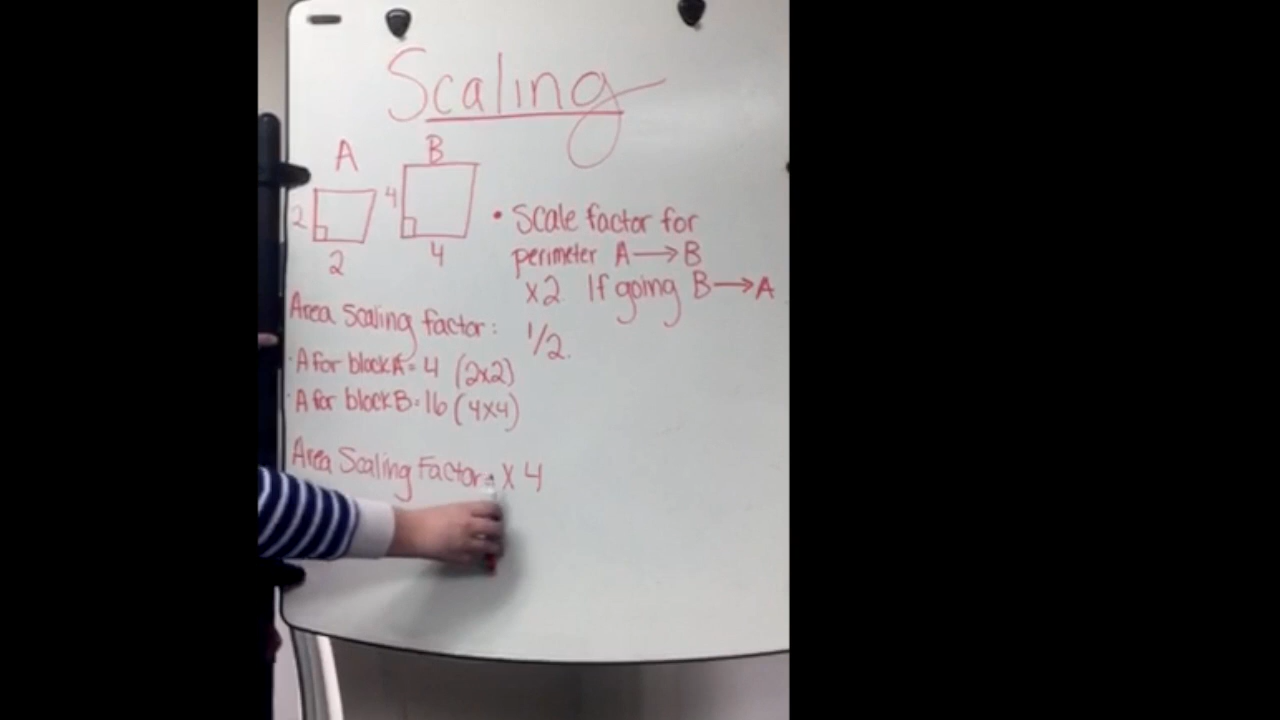 Scaling
A
B
2
2
4
4
• Scale factor for
perimeter A→B
x2. If going B→A
1/2.
Area Scaling factor:
· A for block A = 4 (2x2)
· A for block B = 16 (4x4)
Area Scaling Factor = x 4